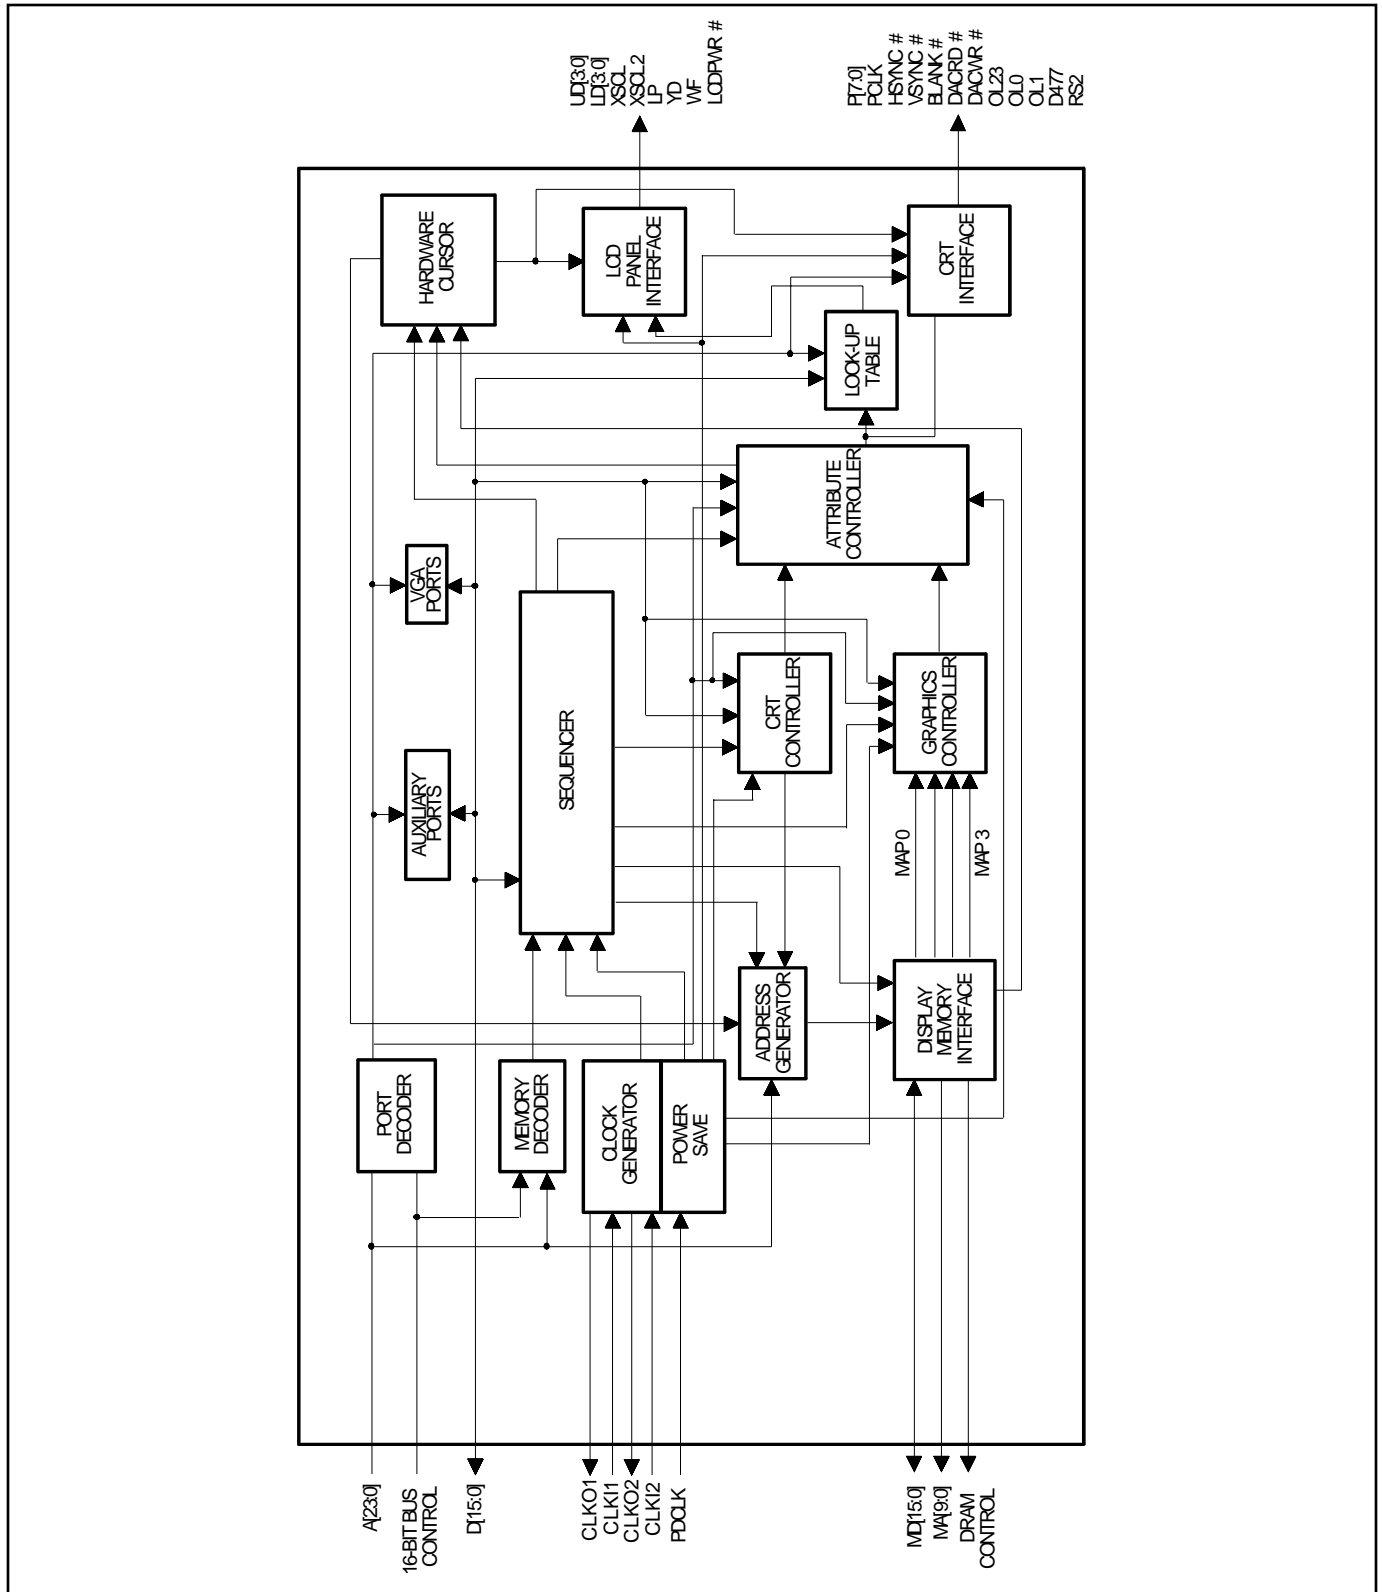 A[23:0]
16-BIT BUS
CONTROL
D[15:0]
CLKO1
CLKI1
CLKO2
CLKI2
PDCLK
MD[15:0]
MA[9:0]
DRAM
CONTROL
PORT
DECODER
MEMORY
DECODER
CLOCK
GENERATOR
POWER
SAVE
ADDRESS
GENERATOR
DISPLAY
MEMORY
INTERFACE
AUXILIARY
PORTS
VGA
PORTS
SEQUENCER
CRT
CONTROLLER
MAP 0
MAP 3
GRAPHICS
CONTROLLER
ATTRIBUTE
CONTROLLER
HARDWARE
CURSOR
LCD
PANEL
INTERFACE
LOOK-UP
TABLE
CRT
INTERFACE
UD[3:0]
LD[3:0]
XSCL
XSCL2
LP
YD
WF
LCDPWR #
P[7:0]
PCLK
HSYNC #
VSYNC #
BLANK #
DACRD #
DACWR #
OL23
OL0
OL1
D477
RS2